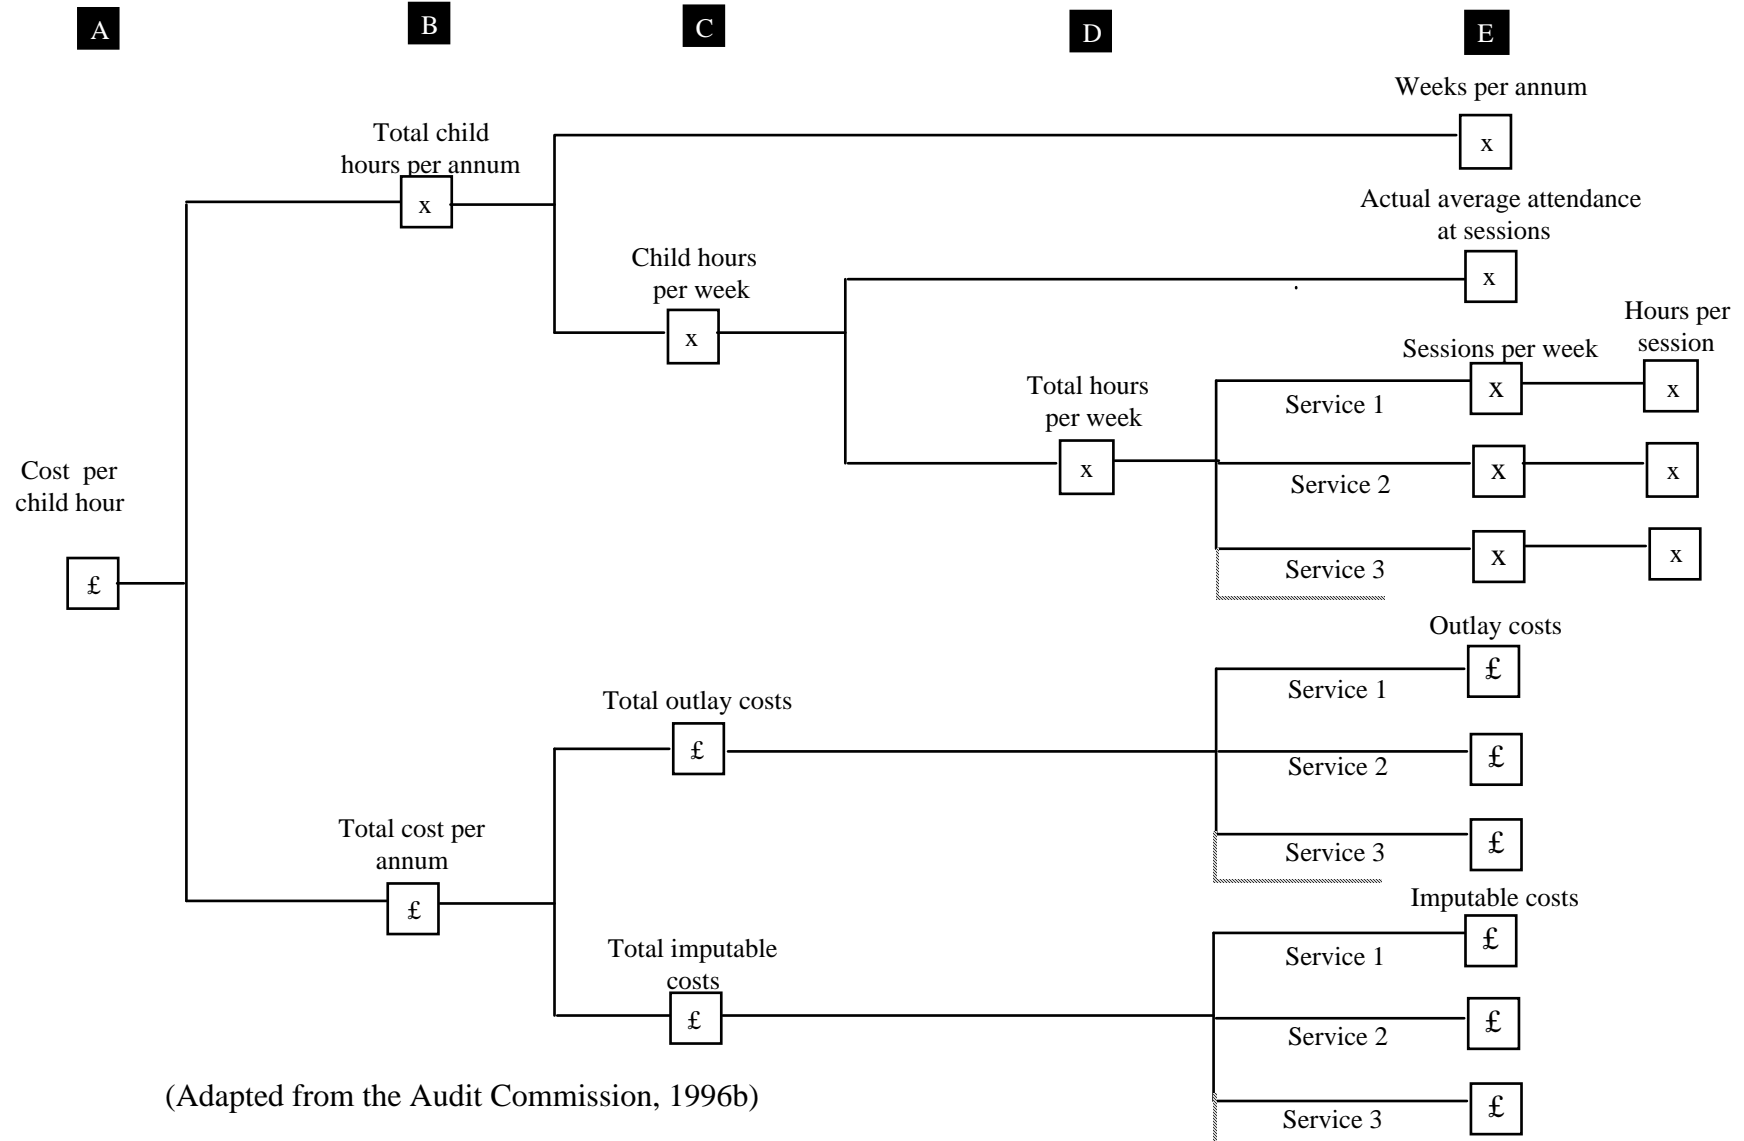 A
B
C
D
E
Weeks per annum
x
Total child
hours per annum
x
Actual average attendance
at sessions
x
Child hours
per week
x
Hours per
session
Sessions per week
Total hours
per week
x
Service 1
x
x
Service 2
x
x
Service 3
x
x
Cost per
child hour
£
Outlay costs
Service 1
£
Total outlay costs
£
Service 2
£
Service 3
£
Total cost per
annum
£
Imputable costs
Service 1
£
Total imputable
costs
£
Service 2
£
Service 3
£
(Adapted from the Audit Commission, 1996b)